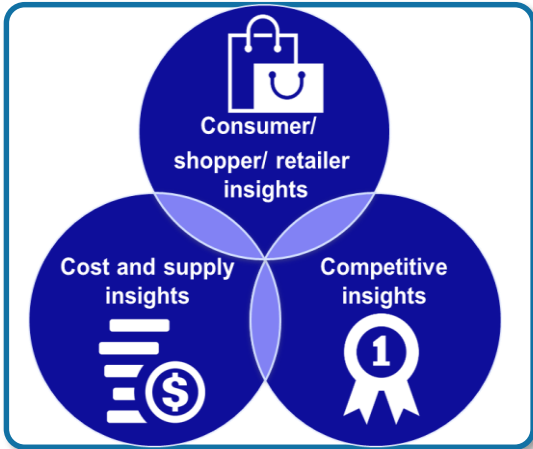 Consumer/
shopper/ retailer
insights
Cost and supply
insights
Competitive
insights
$
1